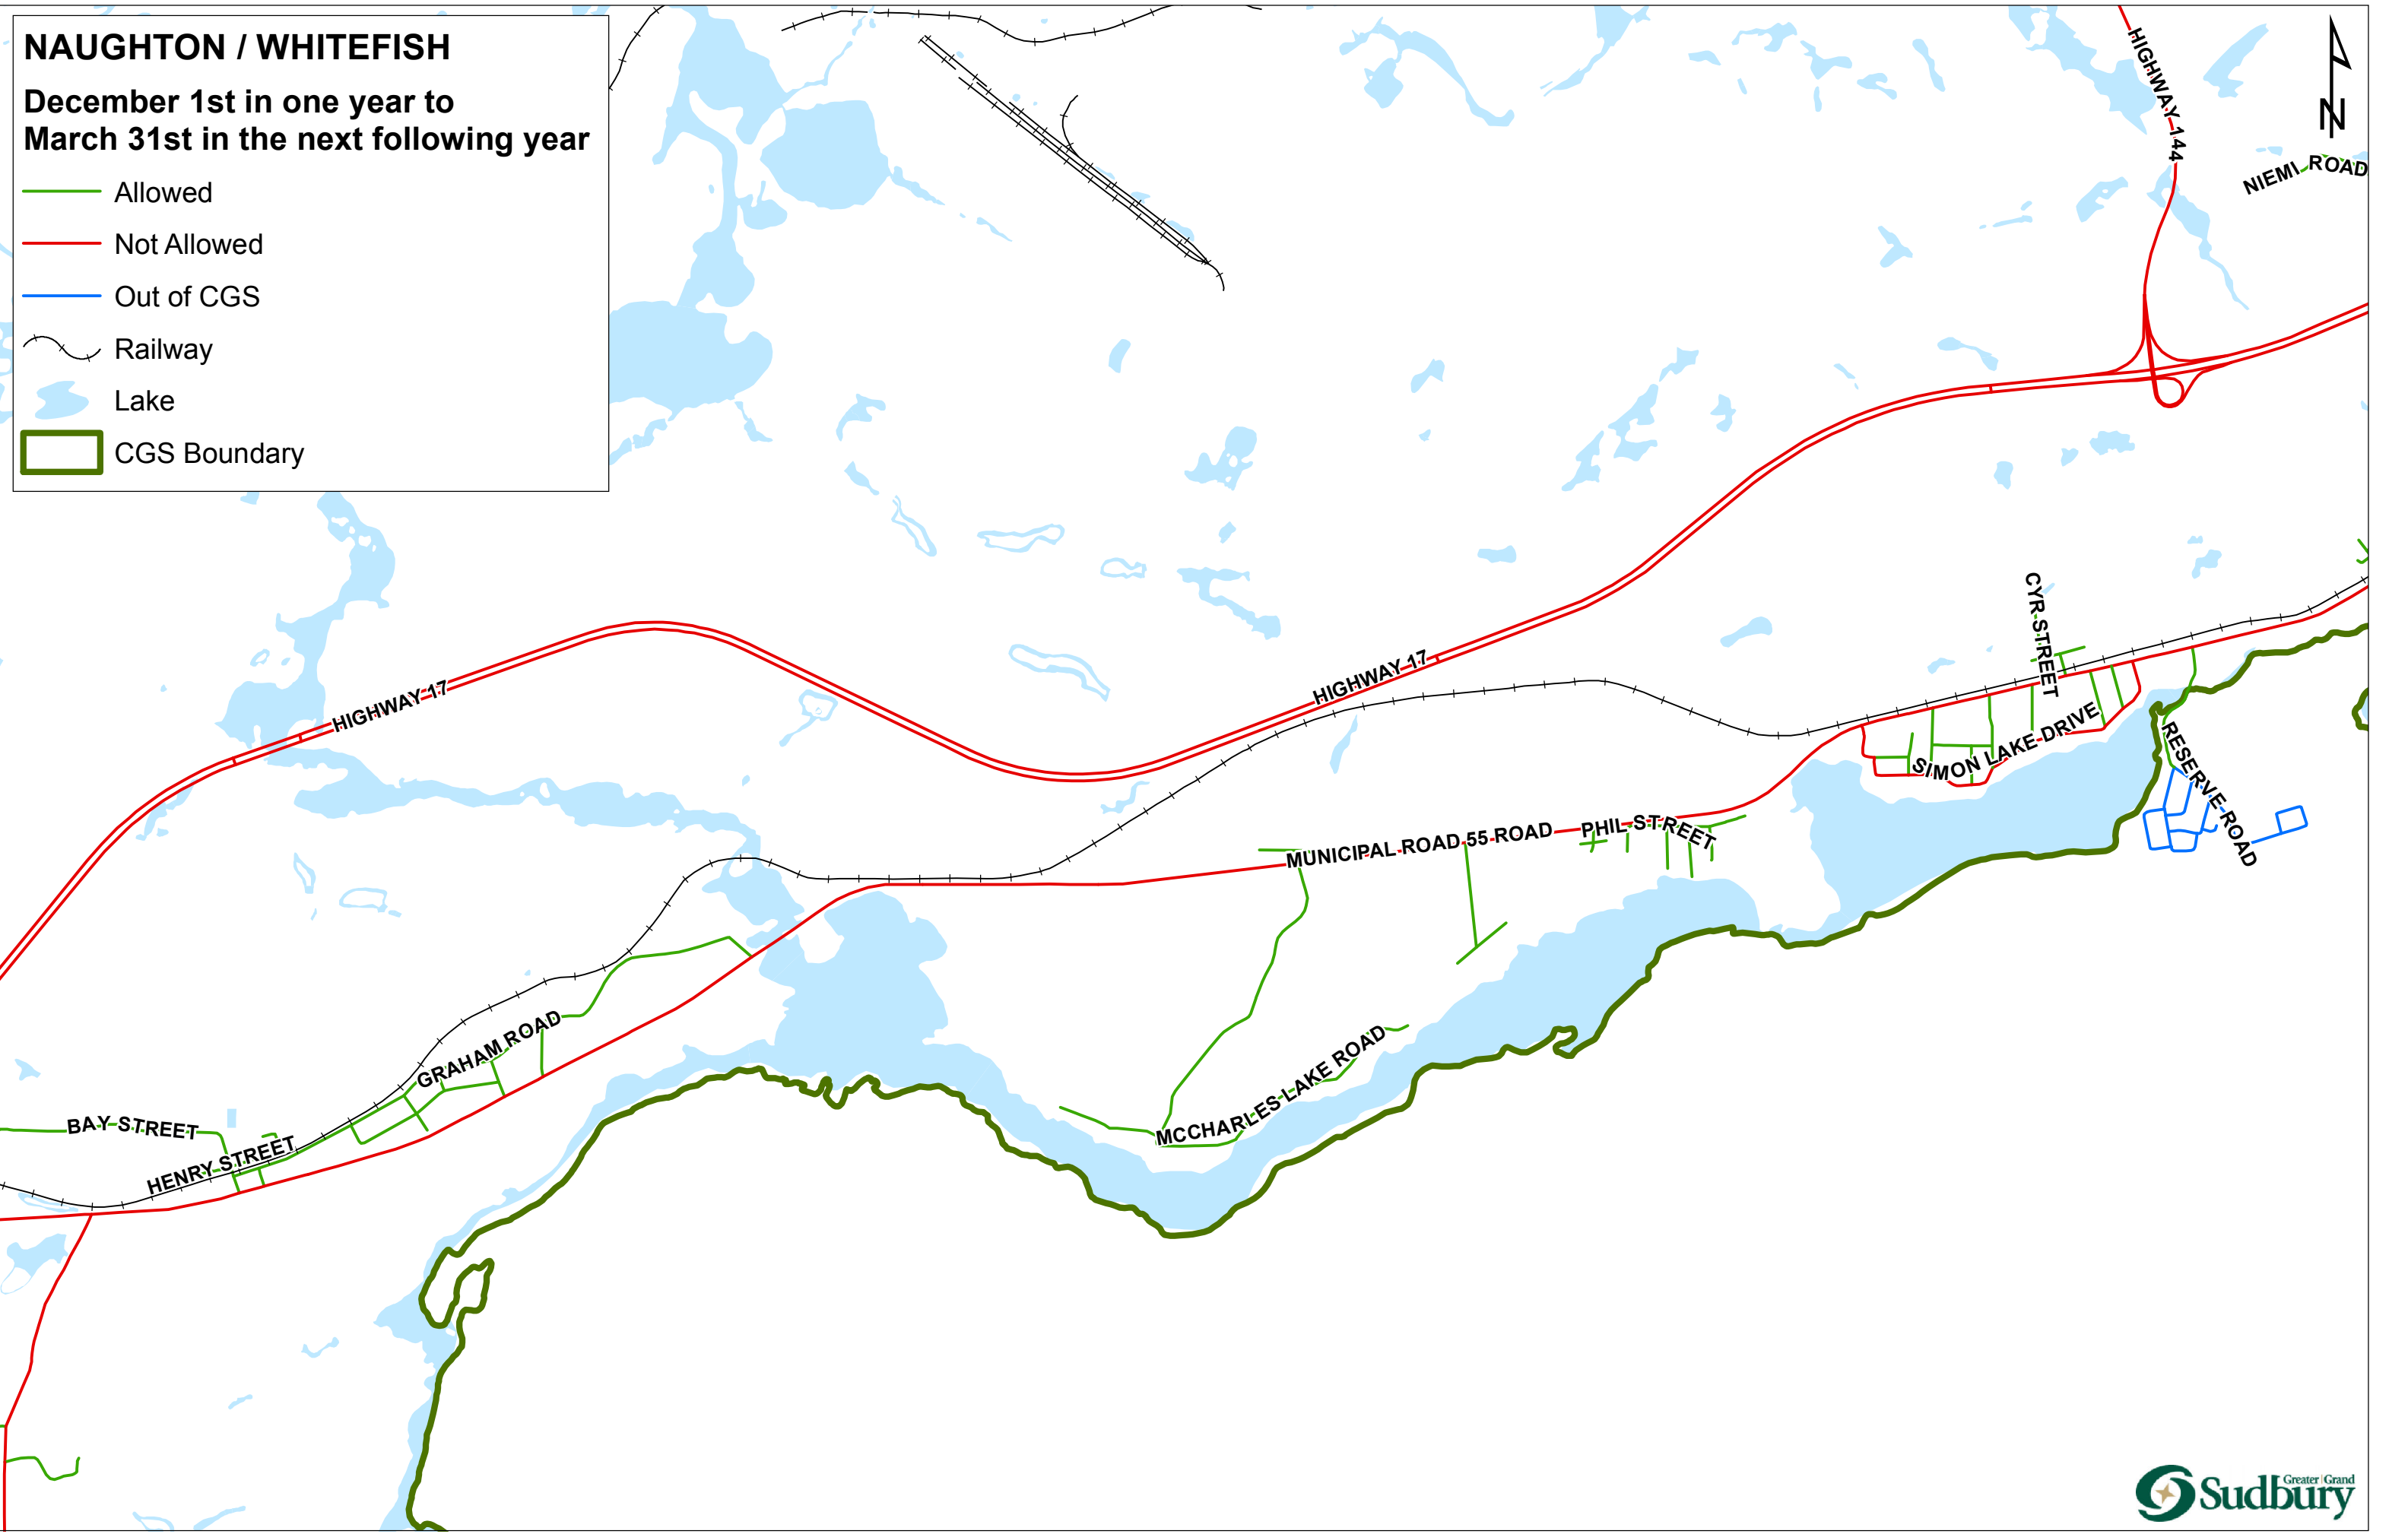 NAUGHTON / WHITEFISH
December 1st in one year to
March 31st in the next following year
Allowed
Not Allowed
Out of CGS
Railway
Lake
CGS Boundary
HIGHWAY 144
N
NIEMI ROAD
CYR STREET
HIGHWAY 17
HIGHWAY 17
SIMON LAKE DRIVE
RESERVE ROAD
PHIL STREET
MUNICIPAL ROAD 55 ROAD
GRAHAM ROAD
MCCHARLES LAKE ROAD
BAY STREET
HENRY STREET
Greater Grand
Sudbury